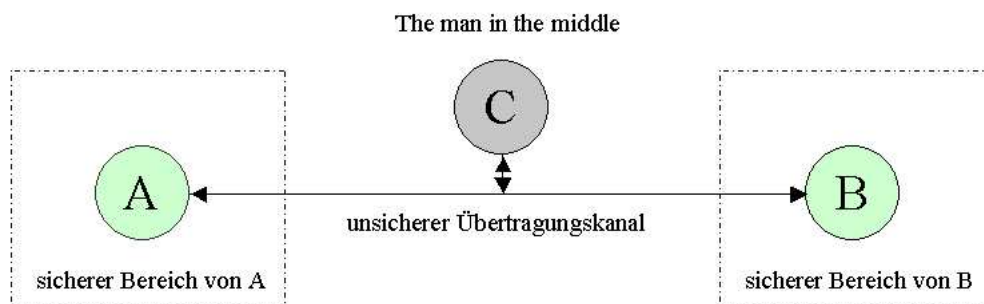 The man in the middle
C
A
B
unsicherer Übertragungskanal
sicherer Bereich von A
sicherer Bereich von B